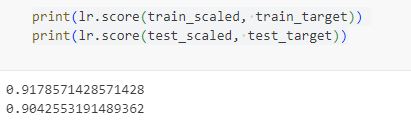 print(lr.score(train_scaled, train_target))
print(lr.score(test_scaled, test_target))
0.9178571428571428
0.9042553191489362